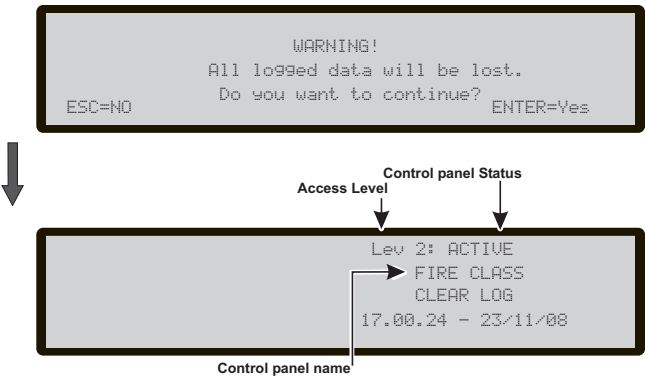 WARNING!
All logged data will be lost.
Do you want to continue?
ESC=NO
ENTER=Yes
Control panel Status
Access Level
Lev 2: ACTIVE
FIRE CLASS
CLEAR LOG
17.00.24 - 23/11/08
Control panel name